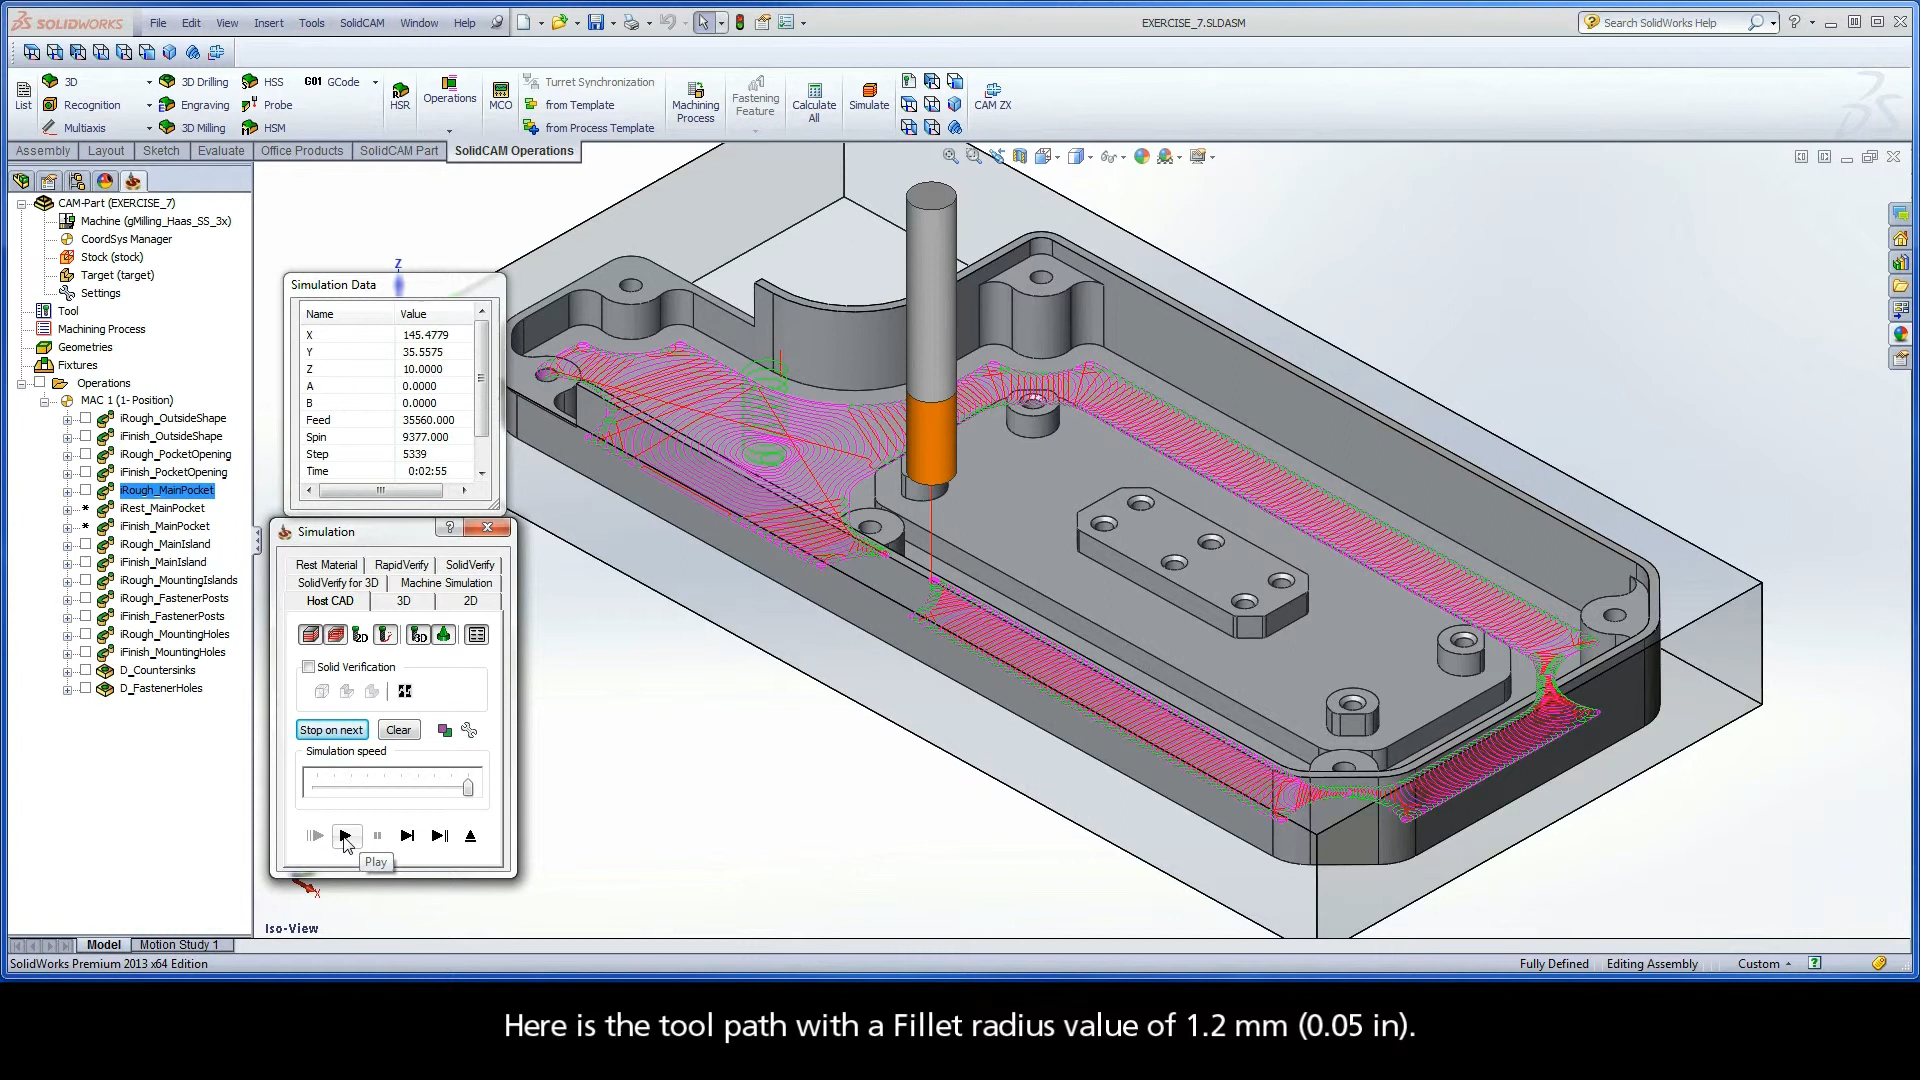 SOLIDWORKS File Edit View Insert Tools SolidCAM Window Help EXERCISE_7.SLDASM Search SolidWorks Help
3D 3D Drilling HSS G01 GCode Turret Synchronization
List Recognition Engraving Probe HSR Operations MCO from Template Machining Process Fastening Feature Calculate All Simulate CAM ZX
Multiaxis 3D Milling HSM from Process Template
Assembly Layout Sketch Evaluate Office Products SolidCAM Part SolidCAM Operations
CAM-Part (EXERCISE_7)
Machine (gMilling_Haas_SS_3x)
CoordSys Manager
Stock (stock)
Target (target)
Settings
Tool
Machining Process
Geometries
Fixtures
Operations
MAC 1 (1- Position)
iRough_OutsideShape
iFinish_OutsideShape
iRough_PocketOpening
iFinish_PocketOpening
iRough_MainPocket
iRest_MainPocket
iFinish_MainPocket
iRough_MainIsland
iFinish_MainIsland
iRough_MountingIslands
iRough_FastenerPosts
iFinish_FastenerPosts
iRough_MountingHoles
iFinish_MountingHoles
D_Countersinks
D_FastenerHoles
Z
Simulation Data
Name Value
X 145.4779
Y 35.5575
Z 10.0000
A 0.0000
B 0.0000
Feed 35560.000
Spin 9377.000
Step 5339
Time 0:02:55
Simulation
Rest Material RapidVerify SolidVerify
SolidVerify for 3D Machine Simulation
Host CAD 3D 2D
2D 3D
Solid Verification
Stop on next Clear
Simulation speed
Play
X
Iso-View
Model Motion Study 1
SolidWorks Premium 2013 x64 Edition Fully Defined Editing Assembly Custom
Here is the tool path with a Fillet radius value of 1.2 mm (0.05 in).